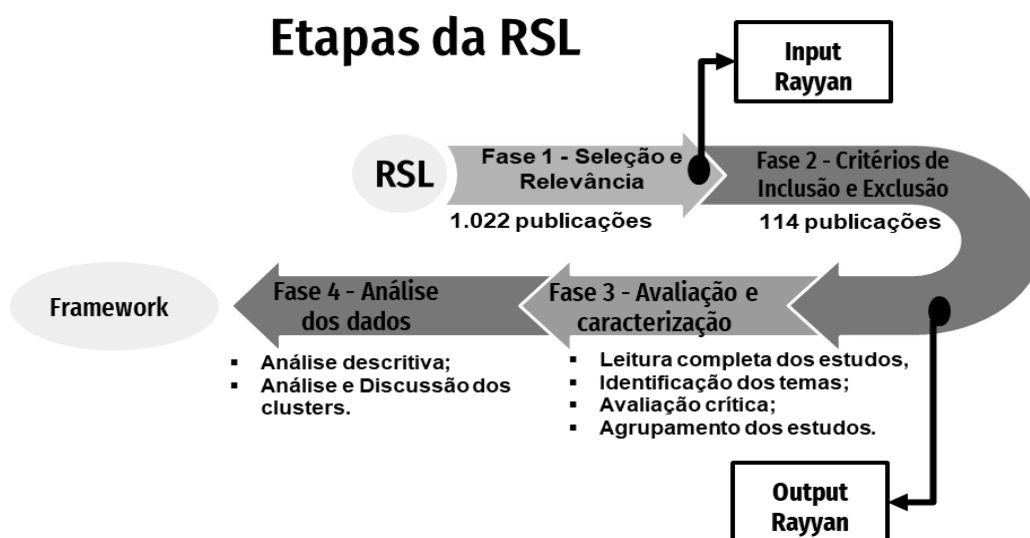 Etapas da RSL
Input
Rayyan
RSL
Fase 1 - Seleção e
Relevância
Fase 2 - Critérios de
Inclusão e Exclusão
1.022 publicações
114 publicações
Framework
Fase 4 - Análise
dos dados
Fase 3 - Avaliação e
caracterização
▪ Análise descritiva;
▪ Análise e Discussão dos
clusters.
▪ Leitura completa dos estudos,
▪ Identificação dos temas;
▪ Avaliação crítica;
▪ Agrupamento dos estudos.
Output
Rayyan